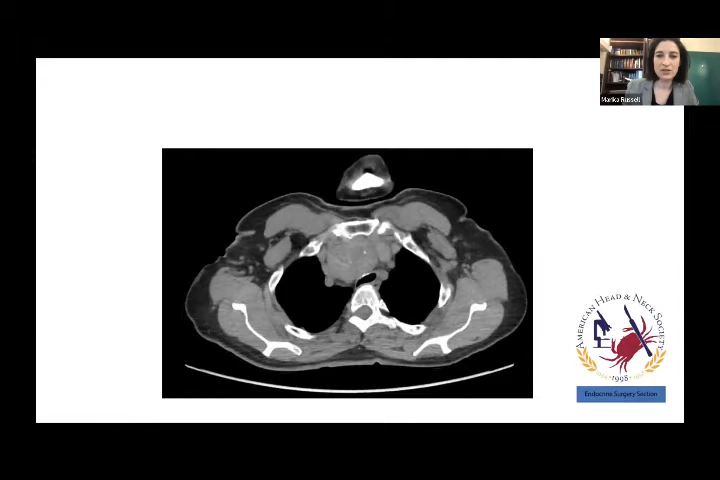 Marika Russell
AMERICAN HEAD & NECK SOCIETY
1998
Endocrine Surgery Section